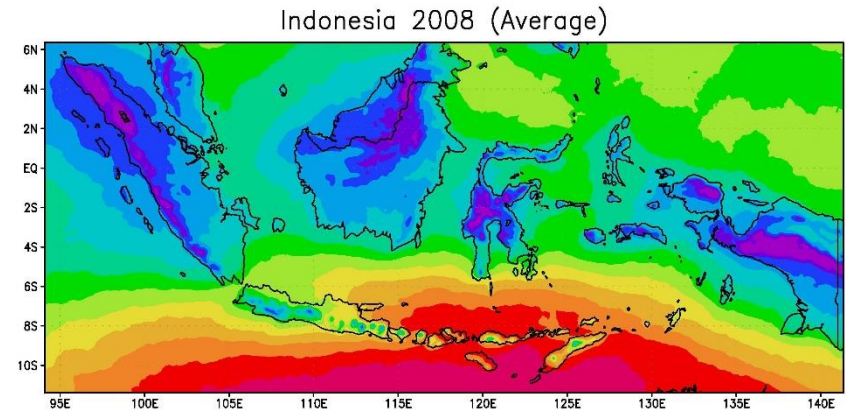 Indonesia 2008 (Average)
6N
4N
2N
EQ
2S
4S
6S
8S
10S
95E 100E 105E 110E 115E 120E 125E 130E 135E 140E